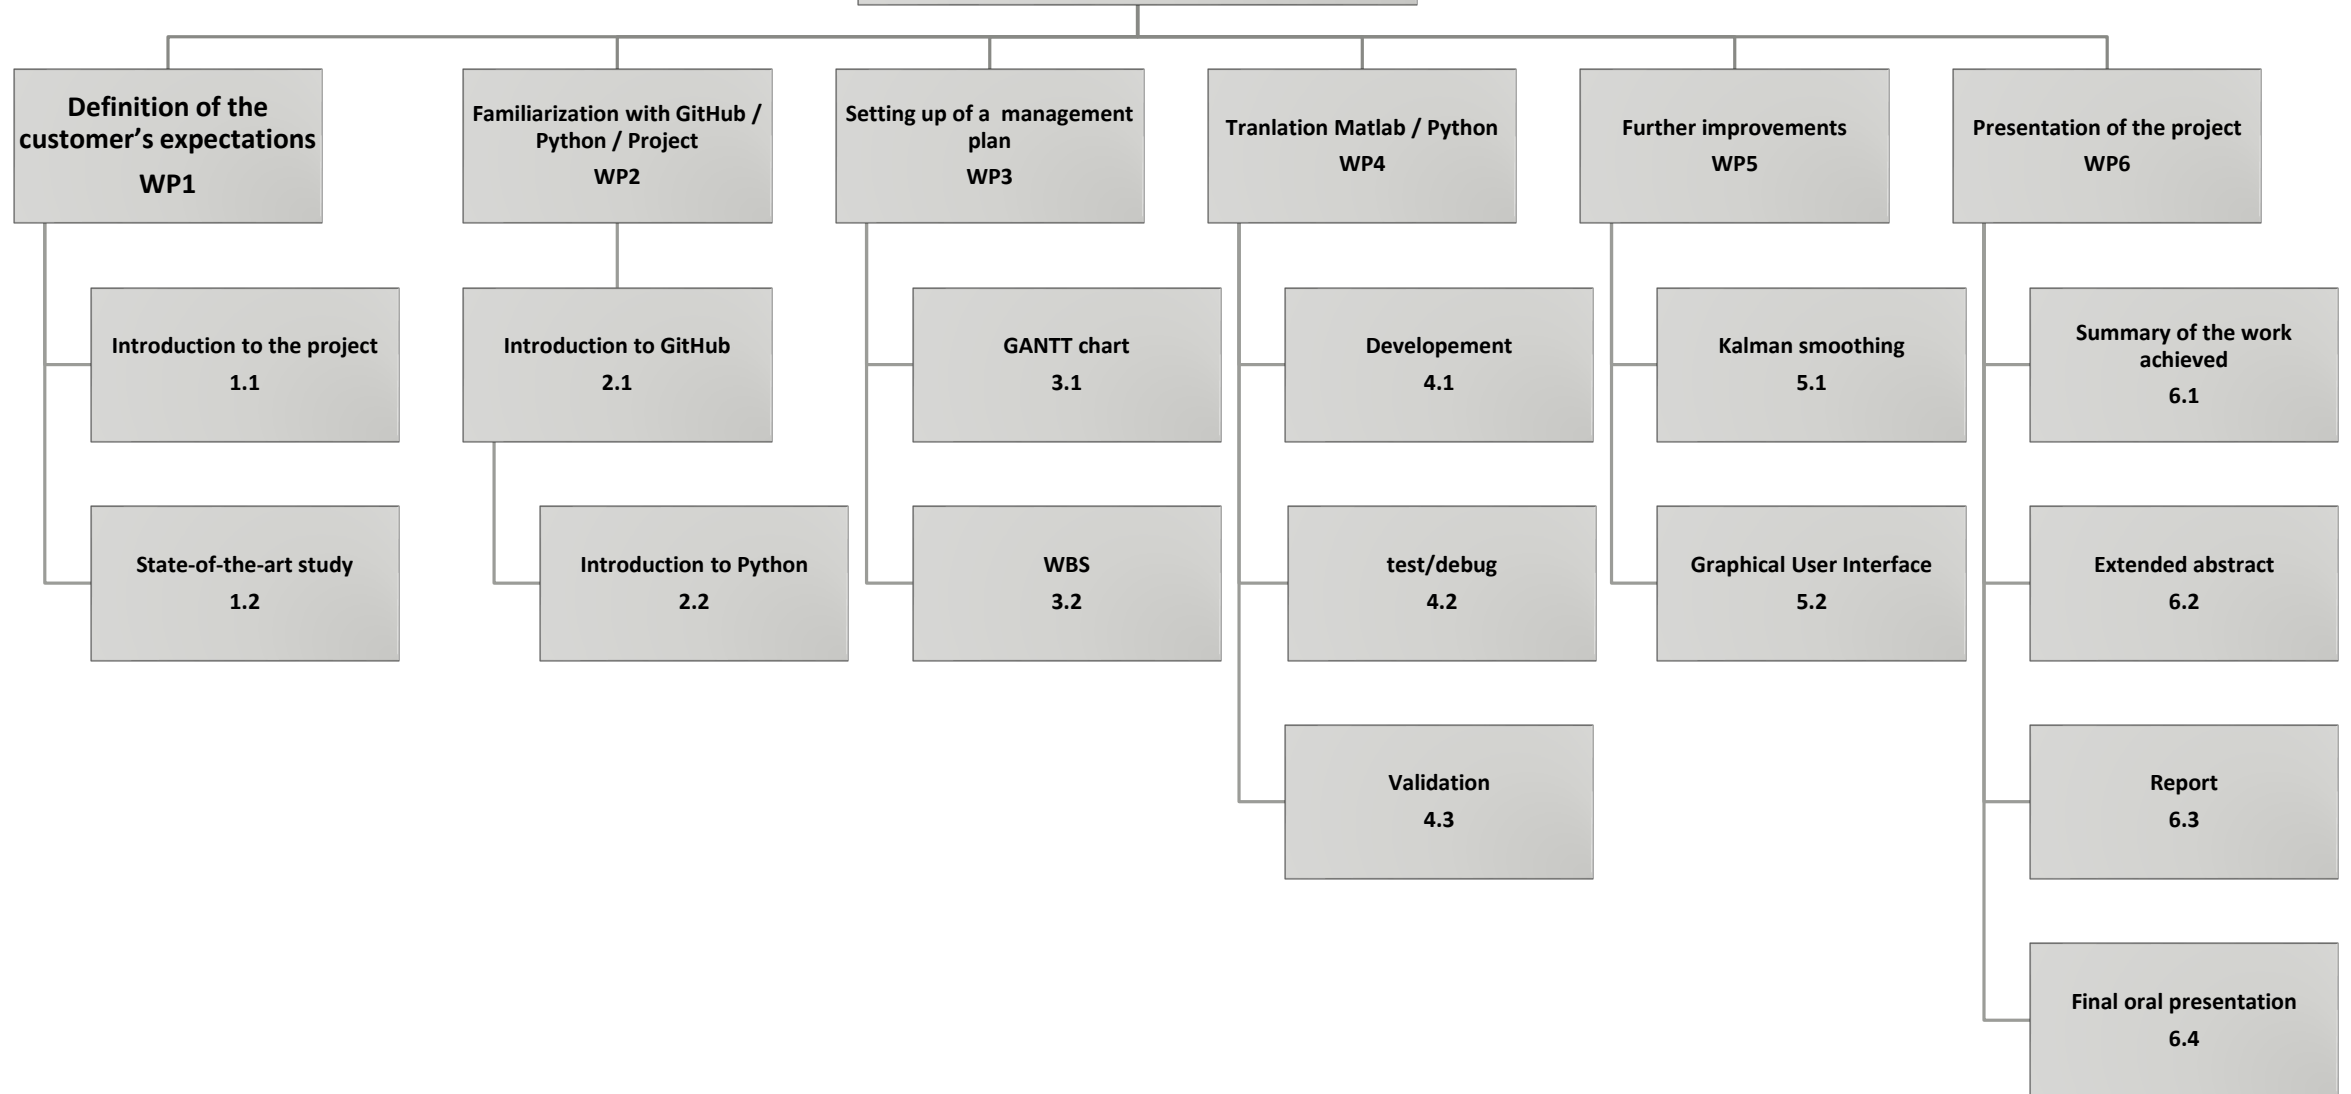 Definition of the
customer’s expectations
WP1
Familiarization with GitHub /
Python / Project
WP2
Setting up of a  management
plan
WP3
Tranlation Matlab / Python
WP4
Further improvements
WP5
Presentation of the project
WP6
Introduction to the project
1.1
Introduction to GitHub
2.1
GANTT chart
3.1
Developement
4.1
Kalman smoothing
5.1
Summary of the work
achieved
6.1
State-of-the-art study
1.2
Introduction to Python
2.2
WBS
3.2
test/debug
4.2
Graphical User Interface
5.2
Extended abstract
6.2
Validation
4.3
Report
6.3
Final oral presentation
6.4